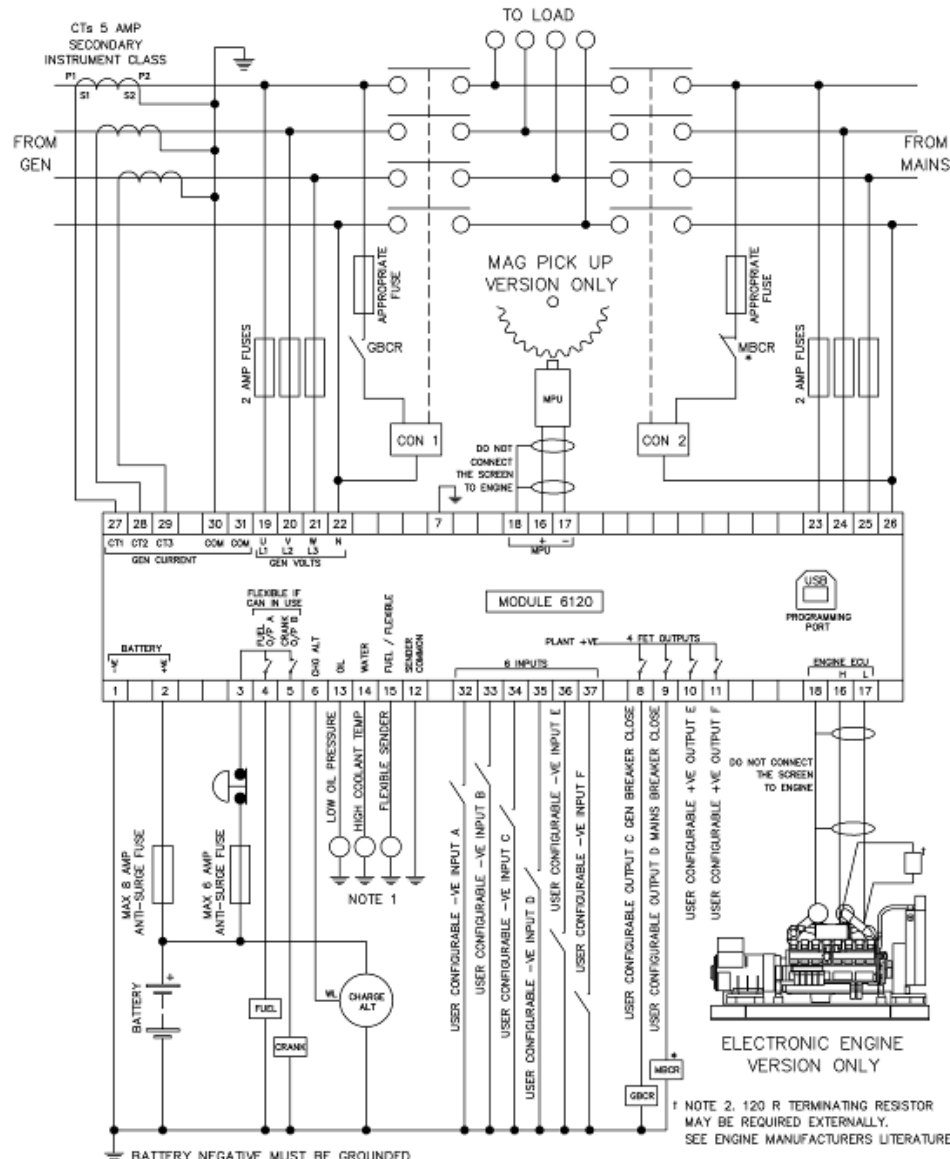 CTs 5 AMP
SECONDARY
INSTRUMENT CLASS
TO LOAD
P1 P2
S1 S2
FROM
GEN
FROM
MAINS
MAG PICK UP
VERSION ONLY
APPROPRIATE
FUSE
APPROPRIATE
FUSE
GBCR
MBCR
*
2 AMP FUSES
2 AMP FUSES
MPU
CON 1
CON 2
DO NOT
CONNECT
THE SCREEN
TO ENGINE
27 28 29 30 31 19 20 21 22 7 18 16 17 23 24 25 26
CT1 CT2 CT3 COM COM U V W N + -
L1 L2 L3
GEN CURRENT GEN VOLTS MPU
FLEXIBLE IF
CAN IN USE
MODULE 6120
USB
PROGRAMMING
PORT
BATTERY
-VE
+VE
FUEL
O/P A
CRANK
O/P B
CHG ALT
OIL
WATER
FUEL / FLEXIBLE
SENDER
COMMON
6 INPUTS
PLANT +VE
4 FET OUTPUTS
ENGINE ECU
H L
1 2 3 4 5 6 13 14 15 12 32 33 34 35 36 37 8 9 10 11 18 16 17
MAX 8 AMP
ANTI-SURGE FUSE
MAX 6 AMP
ANTI-SURGE FUSE
LOW OIL PRESSURE
HIGH COOLANT TEMP
FLEXIBLE SENDER
NOTE 1
USER CONFIGURABLE -VE INPUT A
USER CONFIGURABLE -VE INPUT B
USER CONFIGURABLE -VE INPUT C
USER CONFIGURABLE -VE INPUT D
USER CONFIGURABLE -VE INPUT E
USER CONFIGURABLE -VE INPUT F
USER CONFIGURABLE OUTPUT C GEN BREAKER CLOSE
USER CONFIGURABLE OUTPUT D MAINS BREAKER CLOSE
USER CONFIGURABLE +VE OUTPUT E
USER CONFIGURABLE +VE OUTPUT F
DO NOT CONNECT
THE SCREEN
TO ENGINE
†
BATTERY
+
-
FUEL
CRANK
WL
CHARGE
ALT
MBCR
*
GBCR
ELECTRONIC ENGINE
VERSION ONLY
† NOTE 2. 120 R TERMINATING RESISTOR
MAY BE REQUIRED EXTERNALLY.
SEE ENGINE MANUFACTURERS LITERATURE
BATTERY NEGATIVE MUST BE GROUNDED